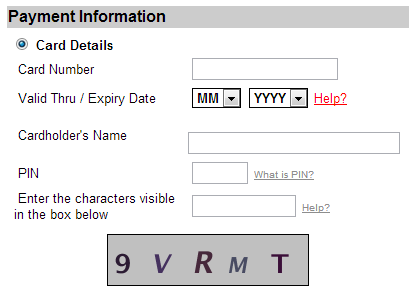 Payment Information
Card Details
Card Number
Valid Thru / Expiry Date MM YYYY Help?
Cardholder's Name
PIN What is PIN?
Enter the characters visible
in the box below Help?
9 V R M T